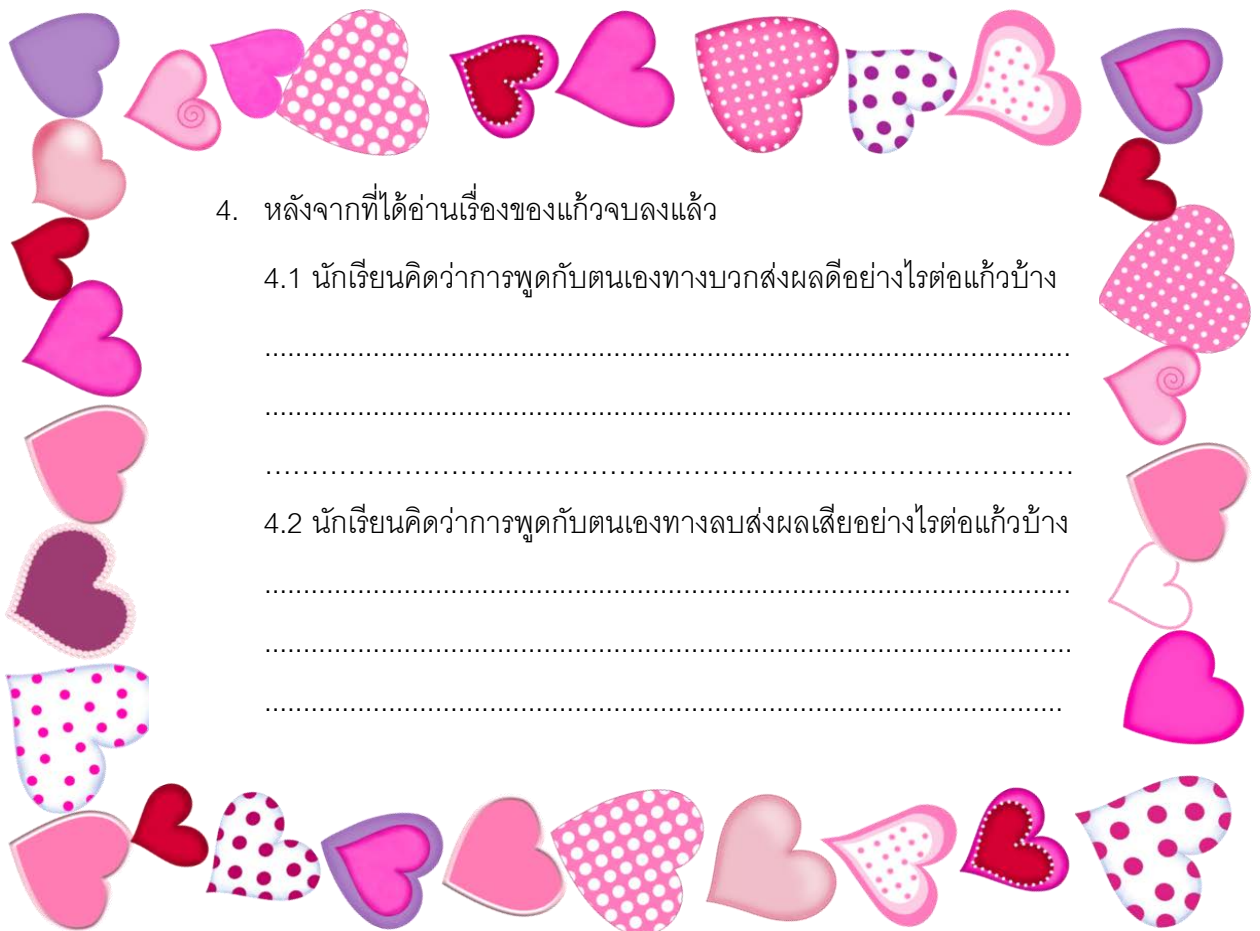 4. หลังจากที่ได้อ่านเรื่องของแก้วจบลงแล้ว
4.1 นักเรียนคิดว่าการพูดกับตนเองทางบวกส่งผลดีอย่างไรต่อแก้วบ้าง
........................................................................................................
........................................................................................................
........................................................................................................
4.2 นักเรียนคิดว่าการพูดกับตนเองทางลบส่งผลเสียอย่างไรต่อแก้วบ้าง
........................................................................................................
........................................................................................................
.......................................................................................................